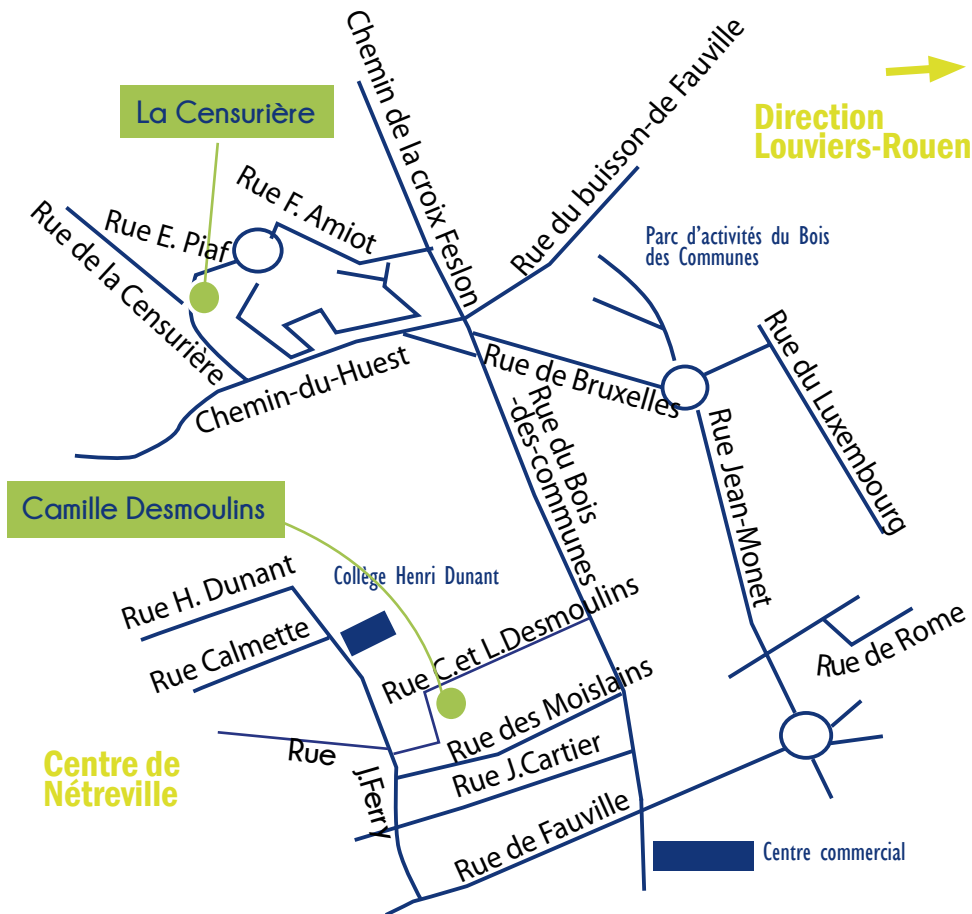 Chemin de la croix Feslon
Rue du buisson-de Fauville
Direction
Louviers-Rouen
La Censurière
Rue F. Amiot
Rue E. Piaf
Rue de la Censurière
Parc d'activités du Bois
des Communes
Chemin-du-Huest
Rue de Bruxelles
Rue du Luxembourg
Rue du Bois
-des-communes
Rue Jean-Monet
Camille Desmoulins
Collège Henri Dunant
Rue H. Dunant
Rue Calmette
Rue C.et L.Desmoulins
Rue de Rome
Rue des Moislains
Rue J.Ferry
Rue J.Cartier
Centre de
Nétreville
Rue de Fauville
Centre commercial